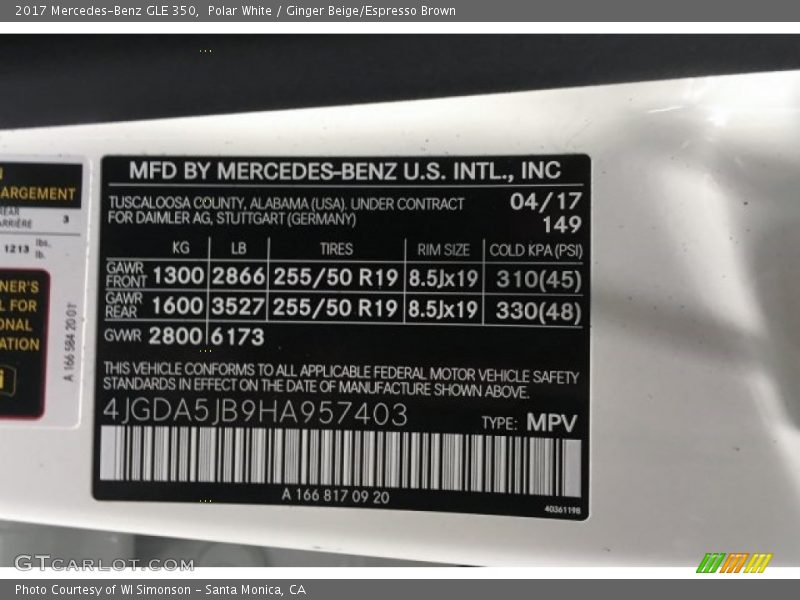 2017 Mercedes-Benz GLE 350,  Polar White / Ginger Beige/Espresso Brown
ARGEMENT
REAR
ARRIÈRE 3
1213 lbs. lb.
NER'S
L FOR
ONAL
ATION
A 166 584 20 01
MFD BY MERCEDES-BENZ U.S. INTL., INC
TUSCALOOSA COUNTY, ALABAMA (USA). UNDER CONTRACT 04/17
FOR DAIMLER AG, STUTTGART (GERMANY) 149
KG LB TIRES RIM SIZE COLD KPA (PSI)
GAWR FRONT 1300 2866 255/50 R19 8.5Jx19 310(45)
GAWR REAR 1600 3527 255/50 R19 8.5Jx19 330(48)
GVWR 2800 6173
THIS VEHICLE CONFORMS TO ALL APPLICABLE FEDERAL MOTOR VEHICLE SAFETY
STANDARDS IN EFFECT ON THE DATE OF MANUFACTURE SHOWN ABOVE.
4JGDA5JB9HA957403 TYPE: MPV
A 166 817 09 20
40361198
GTCARLOT.COM
Photo Courtesy of WI Simonson - Santa Monica, CA